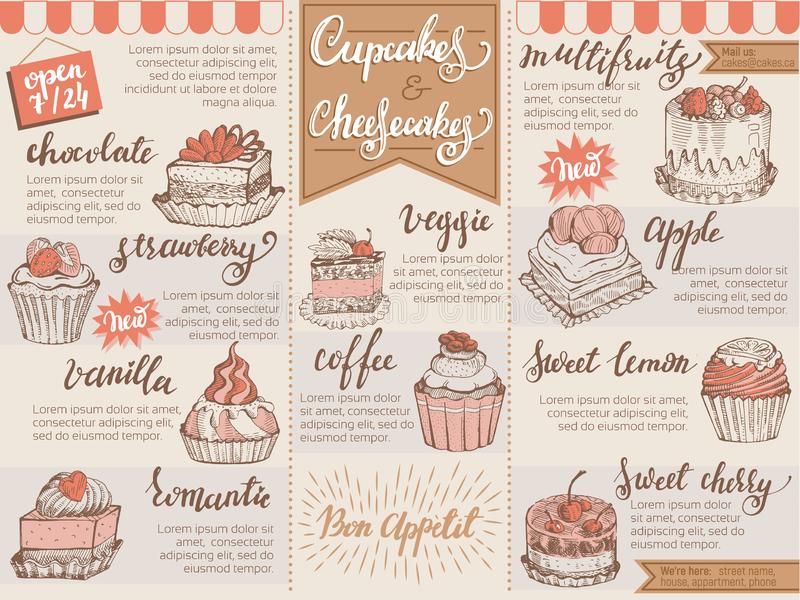 open
7/24
Lorem ipsum dolor sit amet,
consectetur adipiscing elit, sed
do eiusmod tempor
incididunt ut labore et dolore
magna aliqua.
chocolate
Lorem ipsum dolor sit
amet, consectetur
adipiscing elit, sed do
eiusmod tempor.
strawberry
Lorem ipsum dolor sit
amet, consectetur
adipiscing elit, sed do
eiusmod tempor.
New
vanilla
Lorem ipsum dolor sit amet,
consectetur adipiscing
elit, sed do eiusmod
tempor.
romantic
Lorem ipsum dolor sit
amet, consectetur
adipiscing elit, sed do
eiusmod tempor.
Cupcakes
&
Cheesecakes
veggie
Lorem ipsum dolor
sit amet,
consectetur
adipiscing elit, sed
do eiusmod tempor.
coffee
Lorem ipsum dolor
sit amet,
consectetur
adipiscing elit, sed
do eiusmod tempor.
Bon Appétit
multifruits
Mail us:
cakes@cakes.ca
Lorem ipsum dolor
sit amet,
consectetur
adipiscing elit, sed
do eiusmod tempor.
New
apple
Lorem ipsum dolor
sit amet, consectetur
adipiscing elit, sed do
eiusmod tempor.
Sweet lemon
Lorem ipsum dolor sit
amet, consectetur
adipiscing elit, sed do
eiusmod tempor.
Sweet cherry
Lorem ipsum dolor sit
amet, consectetur
adipiscing elit, sed do
eiusmod tempor.
We're here: street name,
house, appartment, phone
dreamstime